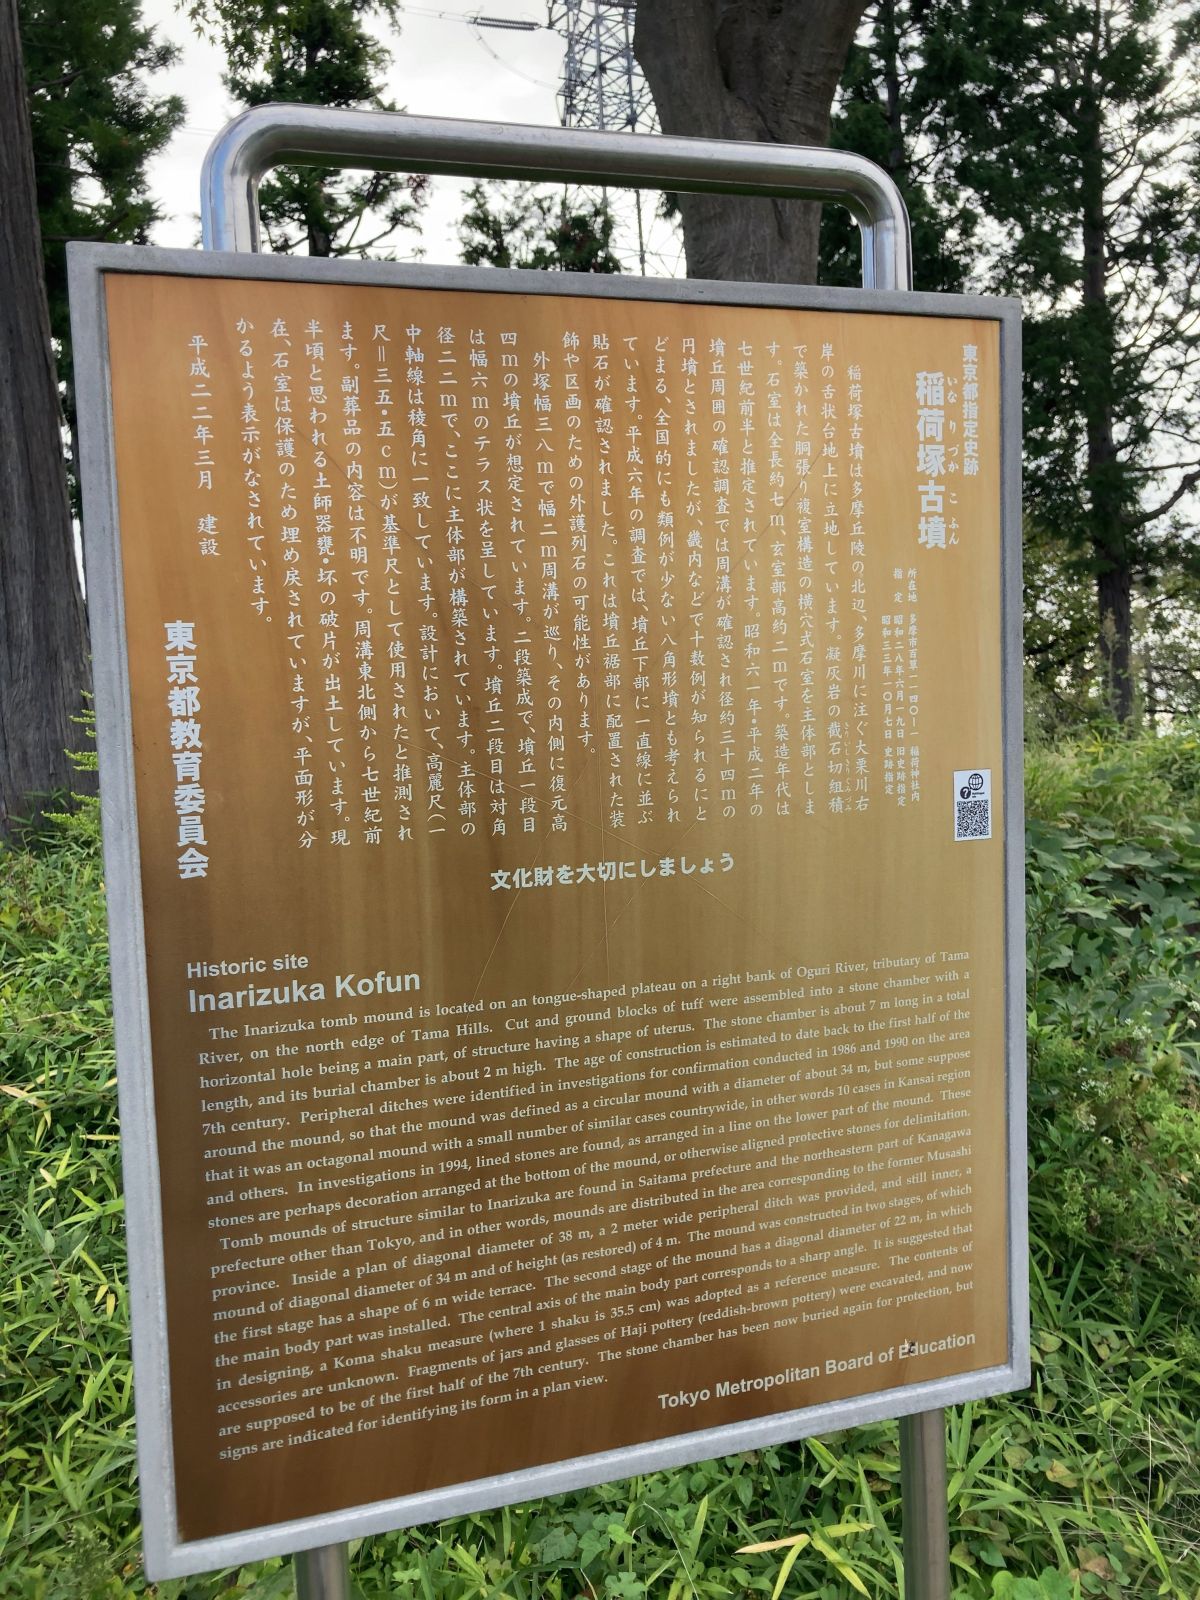 東京都指定史跡
稲荷塚古墳
いなりづか こふん
所在地 多摩市百草一一四〇ー一 稲荷神社内
指定 昭和二八年六月一九日 旧史跡指定
昭和三三年一〇月七日 史跡指定
稲荷塚古墳は多摩丘陵の北辺、多摩川に注ぐ大栗川右
岸の舌状台地上に立地しています。凝灰岩の截石切組積
で築かれた胴張り複室構造の横穴式石室を主体部としま
す。石室は全長約七m、玄室部高約二mです。築造年代は
七世紀前半と推定されています。昭和六一年・平成二年の
墳丘周囲の確認調査では周溝が確認され径約三十四mの
円墳とされましたが、畿内などで十数例が知られるにと
どまる、全国的にも類例が少ない八角形墳とも考えられ
ています。平成六年の調査では、墳丘下部に一直線に並ぶ
貼石が確認されました。これは墳丘裾部に配置された装
飾や区画のための外護列石の可能性があります。
外塚幅三八mで幅二m周溝が巡り、その内側に復元高
四mの墳丘が想定されています。二段築成で、墳丘一段目
は幅六mのテラス状を呈しています。墳丘二段目は対角
径二二mで、ここに主体部が構築されています。主体部の
中軸線は稜角に一致しています。設計において、高麗尺(一
尺=三五・五cm)が基準尺として使用されたと推測され
ます。副葬品の内容は不明です。周溝東北側から七世紀前
半頃と思われる土師器甕・坏の破片が出土しています。現
在、石室は保護のため埋め戻されていますが、平面形が分
かるよう表示がなされています。
平成二二年三月 建設
東京都教育委員会
文化財を大切にしましょう
Historic site
Inarizuka Kofun
The Inarizuka tomb mound is located on an tongue-shaped plateau on a right bank of Oguri River, tributary of Tama
River, on the north edge of Tama Hills. Cut and ground blocks of tuff were assembled into a stone chamber with a
horizontal hole being a main part, of structure having a shape of uterus. The stone chamber is about 7 m long in a total
length, and its burial chamber is about 2 m high. The age of construction is estimated to date back to the first half of the
7th century. Peripheral ditches were identified in investigations for confirmation conducted in 1986 and 1990 on the area
around the mound, so that the mound was defined as a circular mound with a diameter of about 34 m, but some suppose
that it was an octagonal mound with a small number of similar cases countrywide, in other words 10 cases in Kansai region
and others. In investigations in 1994, lined stones are found, as arranged in a line on the lower part of the mound. These
stones are perhaps decoration arranged at the bottom of the mound, or otherwise aligned protective stones for delimitation.
Tomb mounds of structure similar to Inarizuka are found in Saitama prefecture and the northeastern part of Kanagawa
prefecture other than Tokyo, and in other words, mounds are distributed in the area corresponding to the former Musashi
province. Inside a plan of diagonal diameter of 38 m, a 2 meter wide peripheral ditch was provided, and still inner, a
mound of diagonal diameter of 34 m and of height (as restored) of 4 m. The mound was constructed in two stages, of which
the first stage has a shape of 6 m wide terrace. The second stage of the mound has a diagonal diameter of 22 m, in which
the main body part was installed. The central axis of the main body part corresponds to a sharp angle. It is suggested that
in designing, a Koma shaku measure (where 1 shaku is 35.5 cm) was adopted as a reference measure. The contents of
accessories are unknown. Fragments of jars and glasses of Haji pottery (reddish-brown pottery) were excavated, and now
are supposed to be of the first half of the 7th century. The stone chamber has been now buried again for protection, but
signs are indicated for identifying its form in a plan view.
Tokyo Metropolitan Board of Education